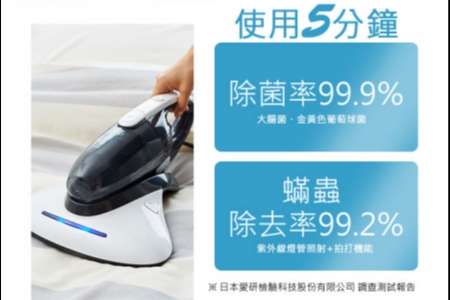 使用5分鐘
除菌率99.9%
大腸菌、金黃色葡萄球菌
蟎蟲
除去率99.2%
紫外線燈管照射+拍打機能
※ 日本愛研檢驗科技股份有限公司 調查測試報告